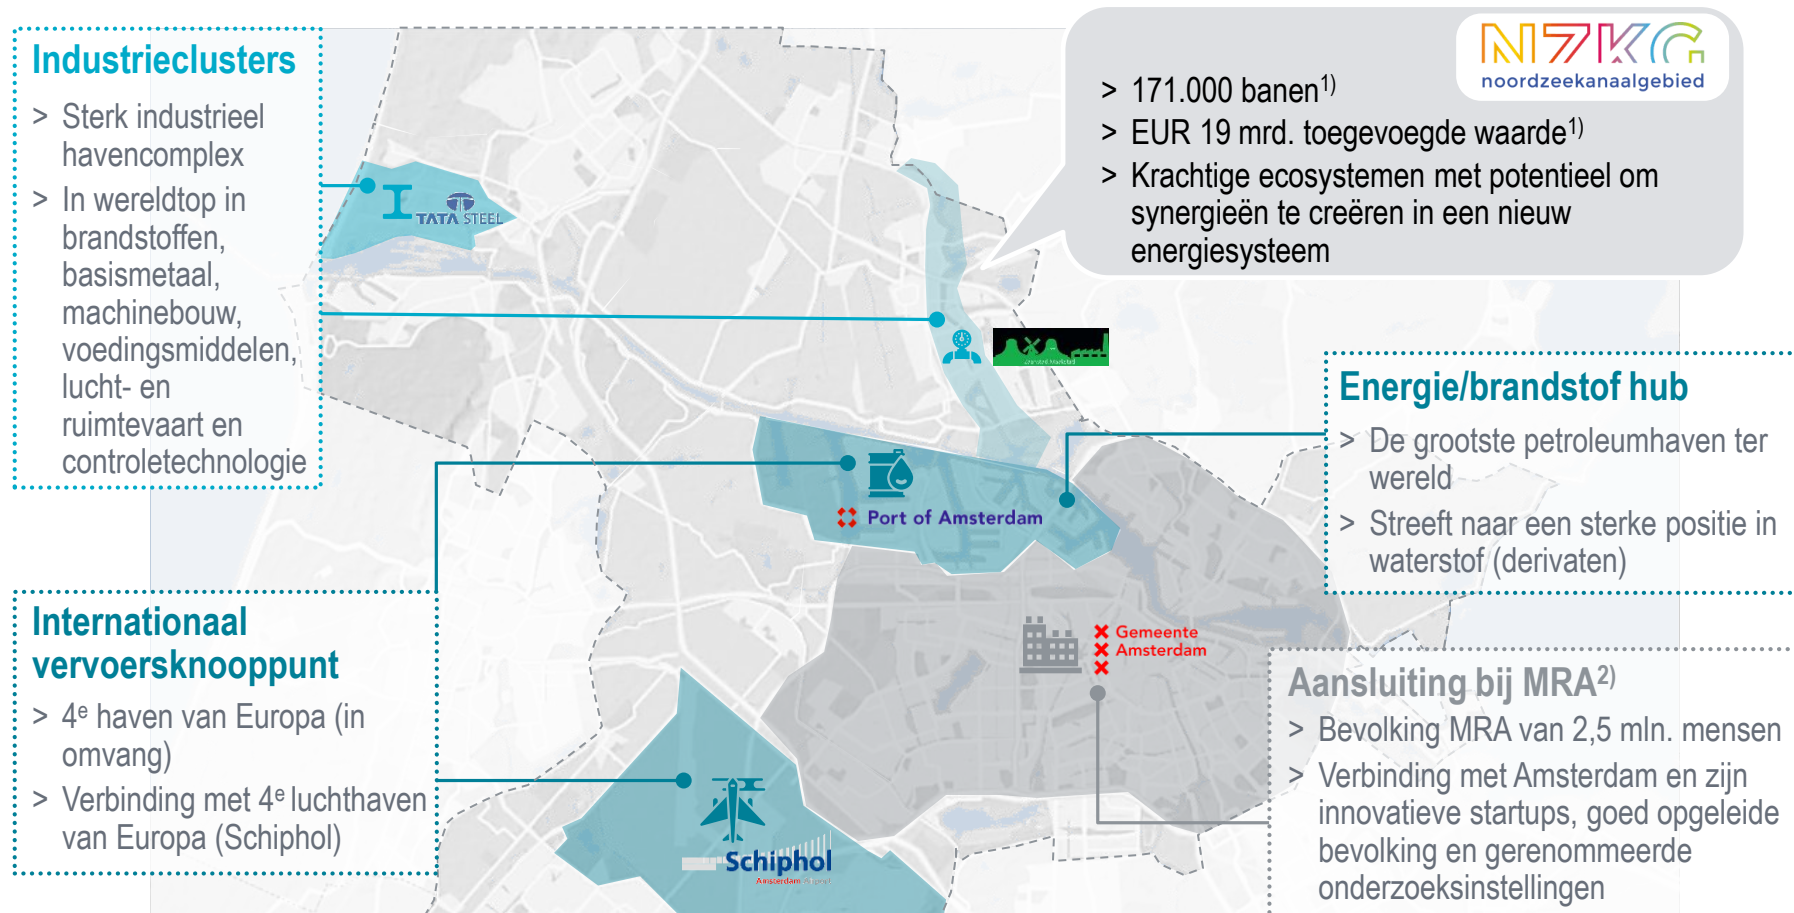 Industrieclusters
> Sterk industrieel
havencomplex
> In wereldtop in
brandstoffen,
basismetaal,
machinebouw,
voedingsmiddelen,
lucht- en
ruimtevaart en
controletechnologie
TATA STEEL
NZKG
noordzeekanaalgebied
> 171.000 banen1)
> EUR 19 mrd. toegevoegde waarde1)
> Krachtige ecosystemen met potentieel om
synergieën te creëren in een nieuw
energiesysteem
Energie/brandstof hub
> De grootste petroleumhaven ter
wereld
> Streeft naar een sterke positie in
waterstof (derivaten)
Port of Amsterdam
Internationaal
vervoersknooppunt
> 4e haven van Europa (in
omvang)
> Verbinding met 4e luchthaven
van Europa (Schiphol)
Gemeente
Amsterdam
Schiphol
Amsterdam
Aansluiting bij MRA2)
> Bevolking MRA van 2,5 mln. mensen
> Verbinding met Amsterdam en zijn
innovatieve startups, goed opgeleide
bevolking en gerenommeerde
onderzoeksinstellingen